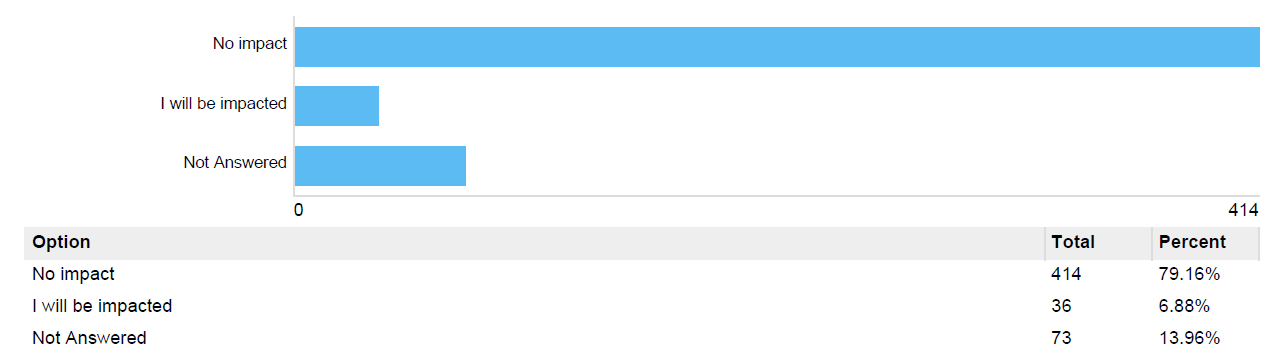 No impact
I will be impacted
Not Answered
0 414
Option Total Percent
No impact 414 79.16%
I will be impacted 36 6.88%
Not Answered 73 13.96%